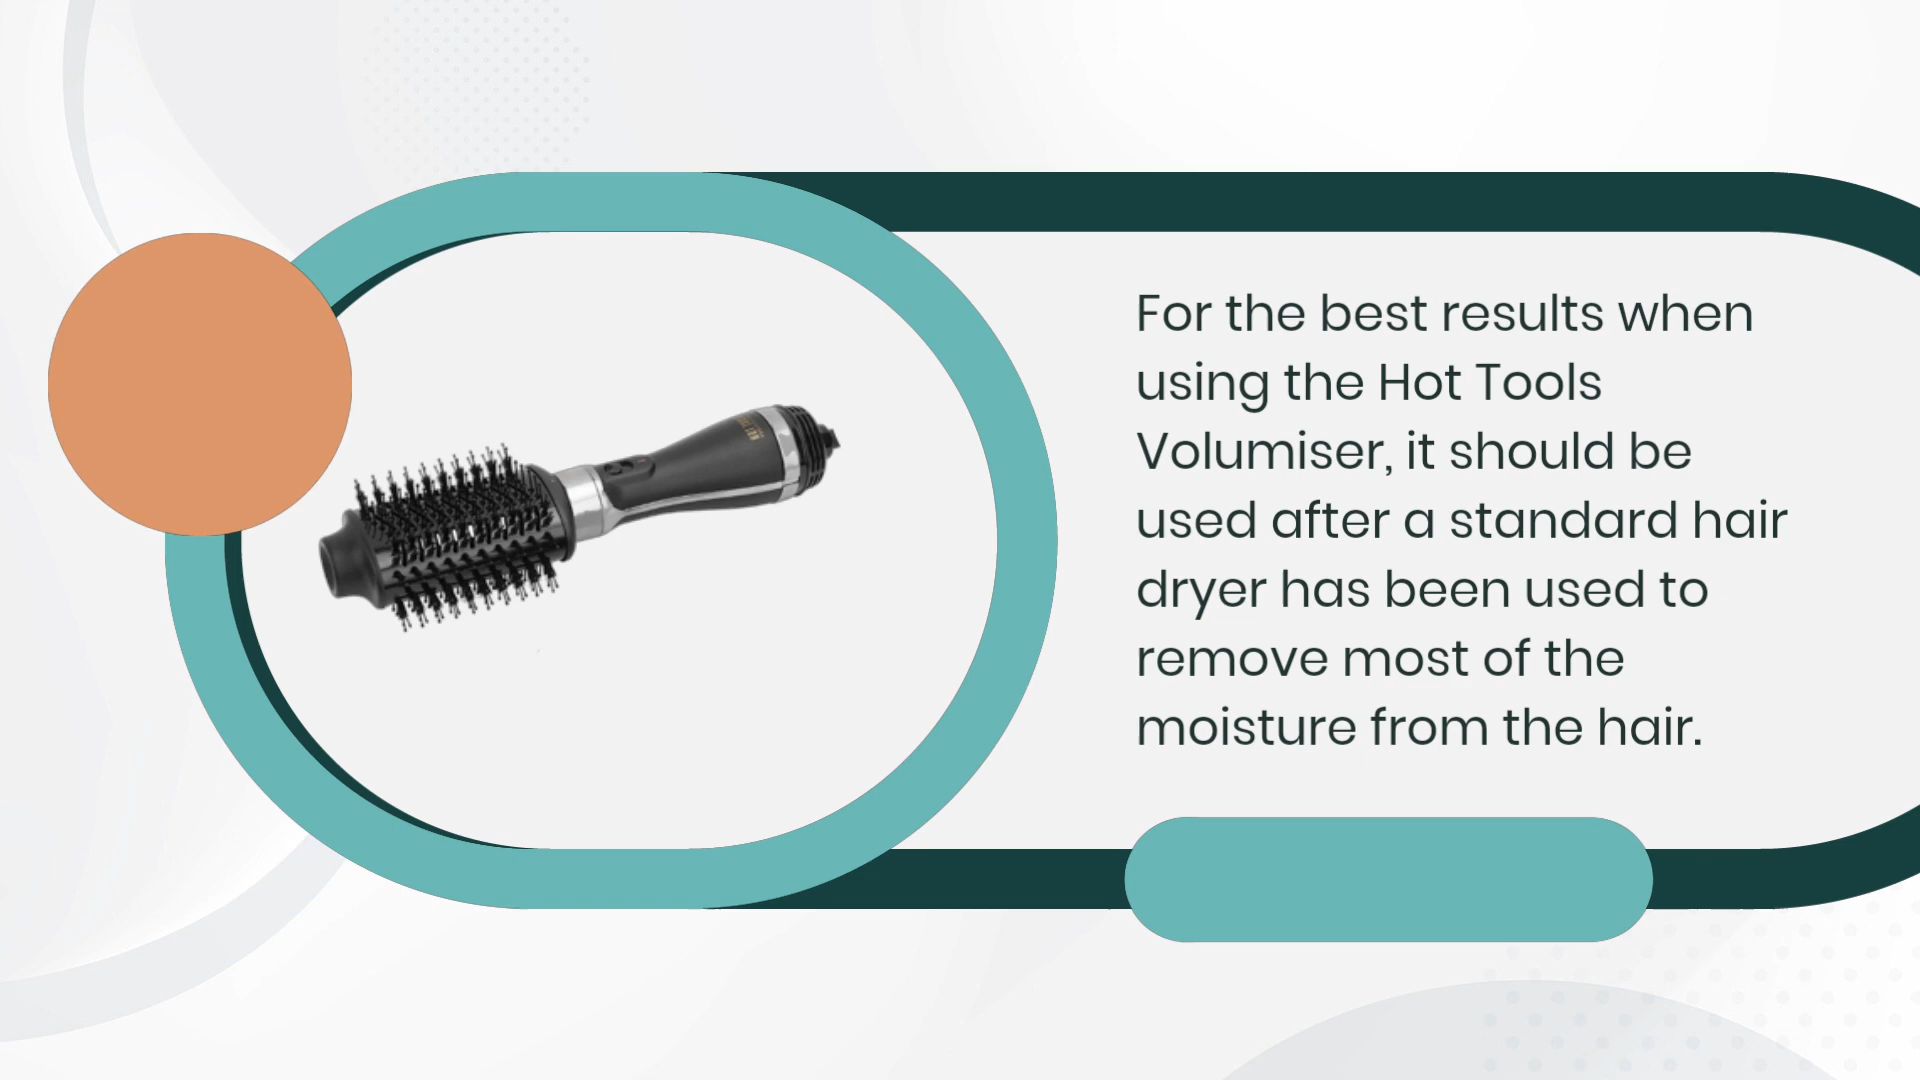 For the best results when
using the Hot Tools
Volumiser, it should be
used after a standard hair
dryer has been used to
remove most of the
moisture from the hair.